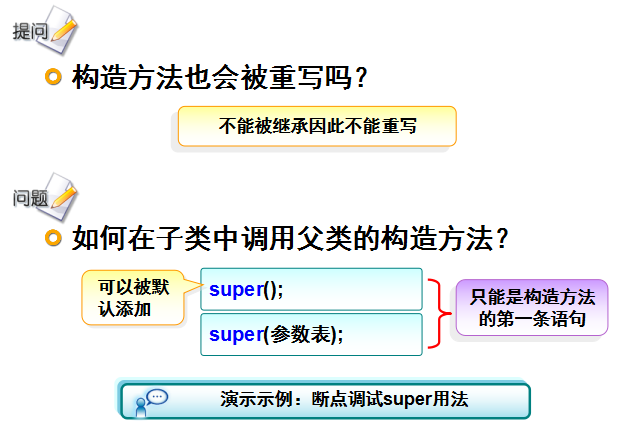 提问
构造方法也会被重写吗？
不能被继承因此不能重写
问题
如何在子类中调用父类的构造方法？
可以被默
认添加
super();
super(参数表);
只能是构造方法
的第一条语句
演示示例：断点调试super用法